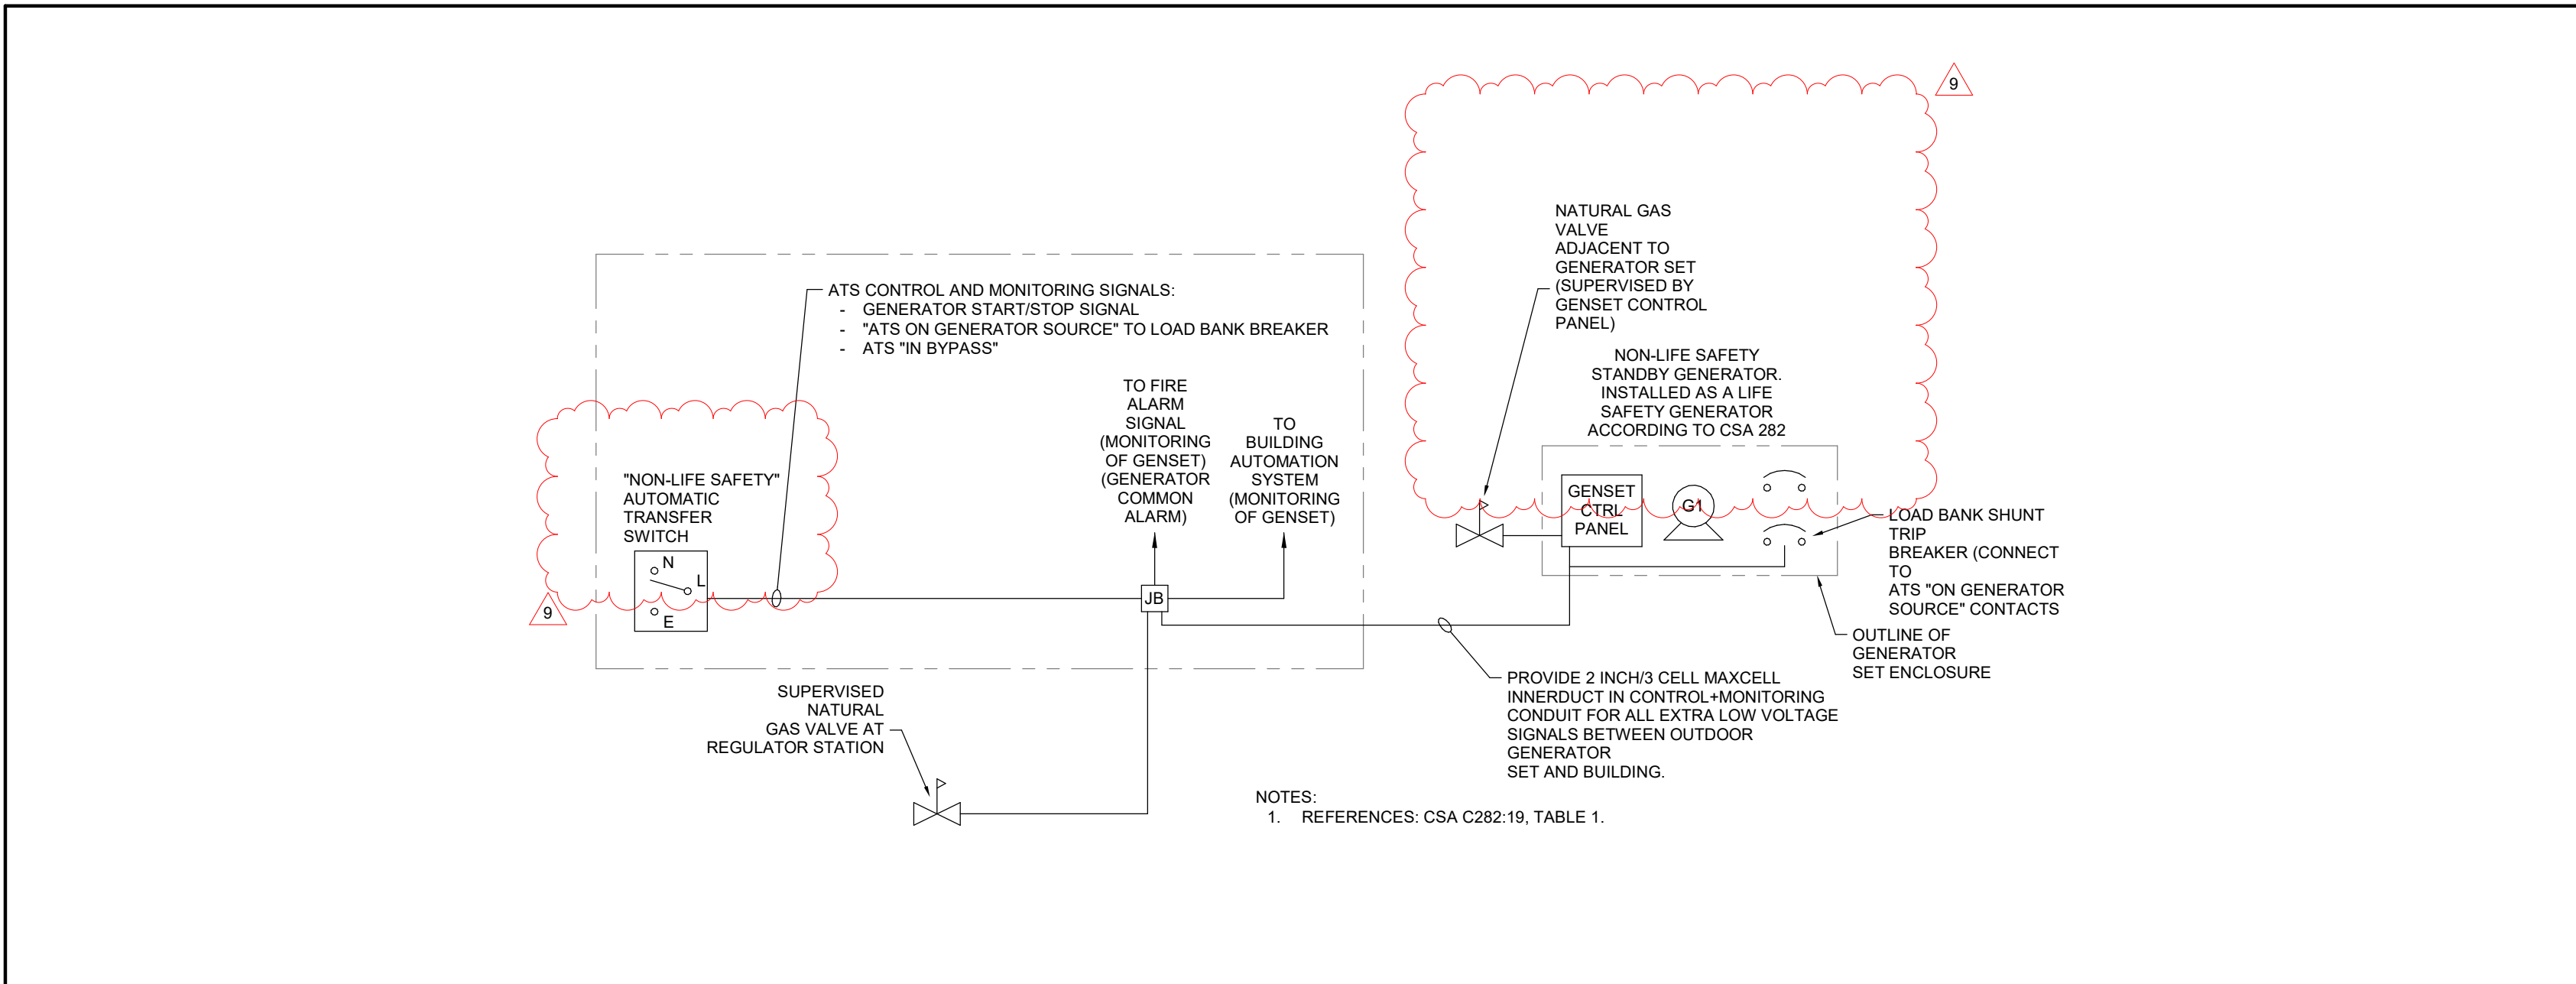 9
NATURAL GAS
VALVE
ADJACENT TO
GENERATOR SET
(SUPERVISED BY
GENSET CONTROL
PANEL)
ATS CONTROL AND MONITORING SIGNALS:
- GENERATOR START/STOP SIGNAL
- "ATS ON GENERATOR SOURCE" TO LOAD BANK BREAKER
- ATS "IN BYPASS"
NON-LIFE SAFETY
STANDBY GENERATOR.
INSTALLED AS A LIFE
SAFETY GENERATOR
ACCORDING TO CSA 282
TO FIRE
ALARM
SIGNAL
(MONITORING
OF GENSET)
(GENERATOR
COMMON
ALARM)
TO
BUILDING
AUTOMATION
SYSTEM
(MONITORING
OF GENSET)
"NON-LIFE SAFETY"
AUTOMATIC
TRANSFER
SWITCH
N
L
E
9
JB
GENSET
CTRL
PANEL
G1
LOAD BANK SHUNT
TRIP
BREAKER (CONNECT
TO
ATS "ON GENERATOR
SOURCE" CONTACTS
OUTLINE OF
GENERATOR
SET ENCLOSURE
SUPERVISED
NATURAL
GAS VALVE AT
REGULATOR STATION
PROVIDE 2 INCH/3 CELL MAXCELL
INNERDUCT IN CONTROL+MONITORING
CONDUIT FOR ALL EXTRA LOW VOLTAGE
SIGNALS BETWEEN OUTDOOR
GENERATOR
SET AND BUILDING.
NOTES:
1. REFERENCES: CSA C282:19, TABLE 1.